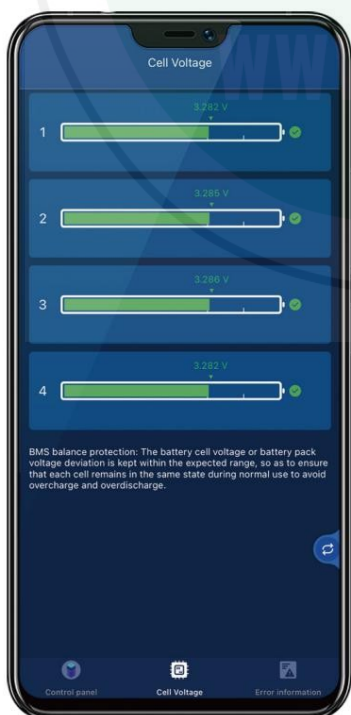 WW
Cell Voltage
3.282 V
1
3.285 V
2
3.286 V
3
3.282 V
4
BMS balance protection: The battery cell voltage or battery pack
voltage deviation is kept within the expected range, so as to ensure
that each cell remains in the same state during normal use to avoid
overcharge and overdischarge.
Control panel
Cell Voltage
Error information